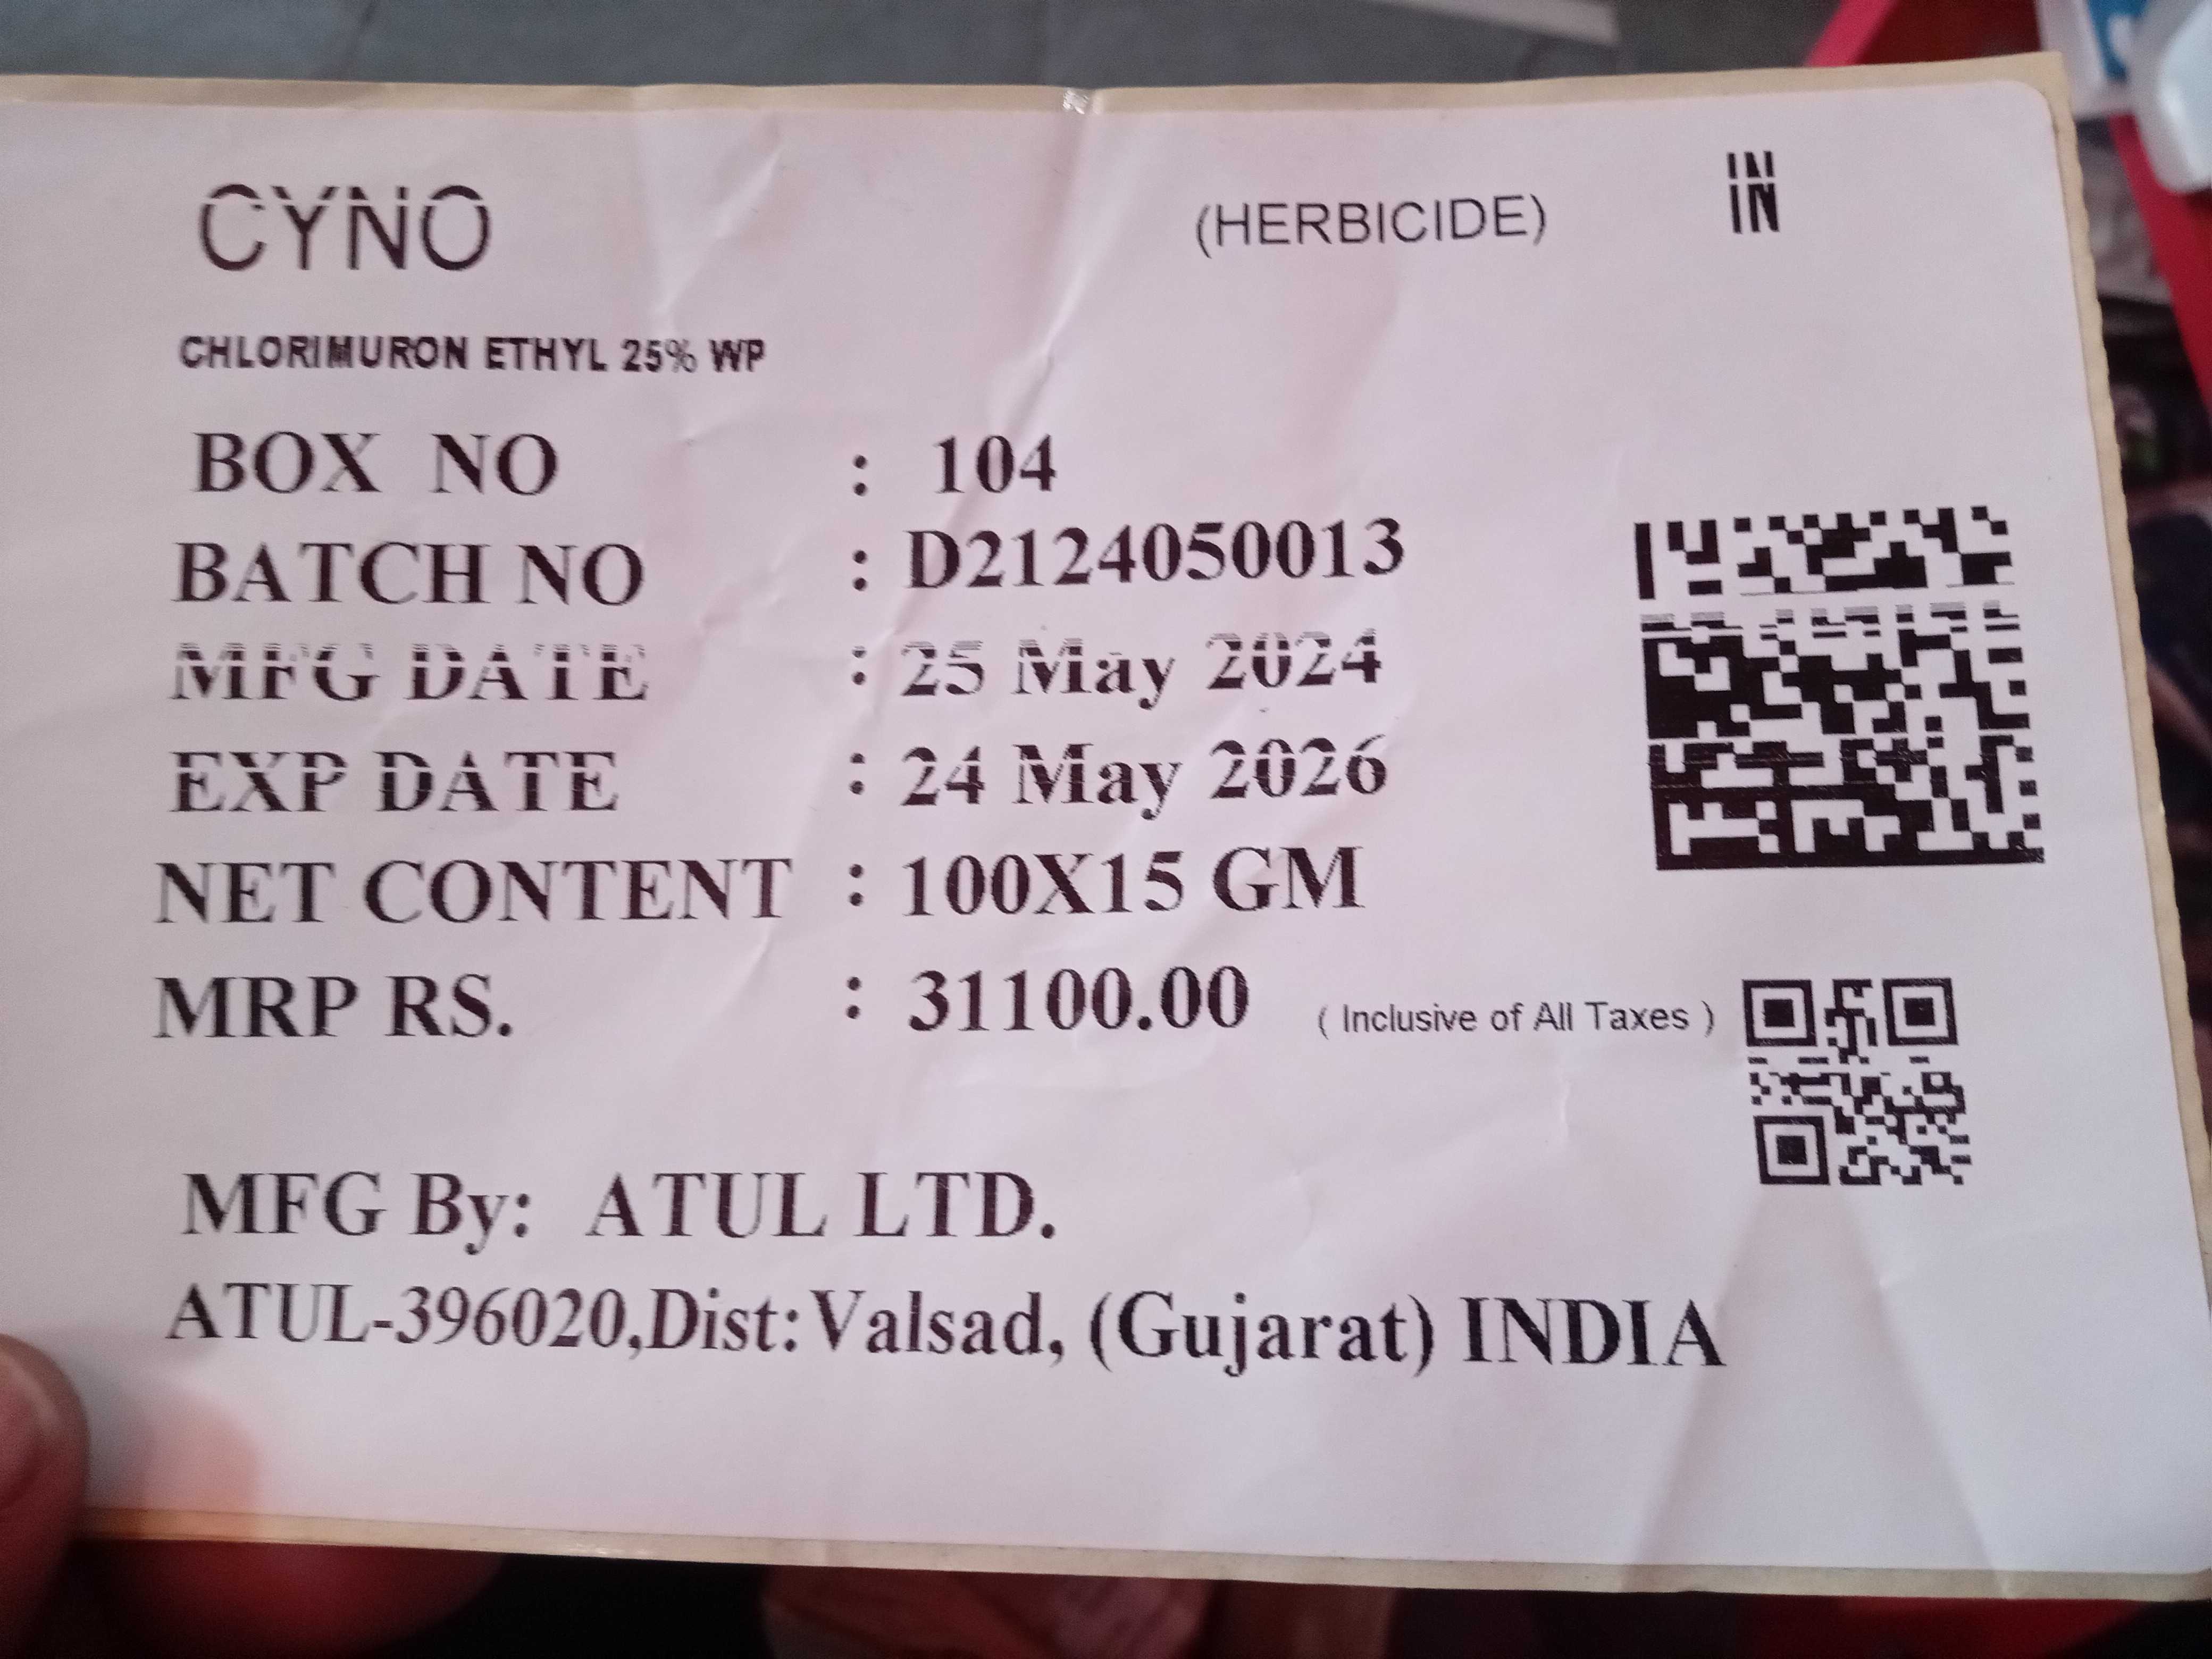 CYNO (HERBICIDE) IN
CHLORIMURON ETHYL 25% WP
BOX NO : 104
BATCH NO : D2124050013
MFG DATE : 25 May 2024
EXP DATE : 24 May 2026
NET CONTENT : 100X15 GM
MRP RS. : 31100.00 ( Inclusive of All Taxes )
MFG By: ATUL LTD.
ATUL-396020,Dist: Valsad, (Gujarat) INDIA